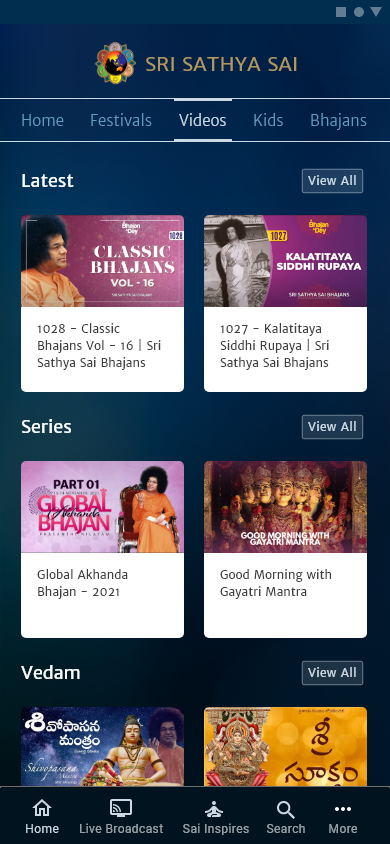 SRI SATHYA SAI
Home Festivals Videos Kids Bhajans
Latest View All
Bhajan
Day
1028
CLASSIC
BHAJANS
VOL - 16
SRI SATHYA SAI BHAJANS
1028 - Classic
Bhajans Vol - 16 | Sri
Sathya Sai Bhajans
Bhajan
Day
1027
KALATITAYA
SIDDHI RUPAYA
SRI SATHYA SAI BHAJANS
1027 - Kalatitaya
Siddhi Rupaya | Sri
Sathya Sai Bhajans
Series View All
PART 01
GLOBAL
Akhanda
BHAJAN
PRASANTHI NILAYAM
Global Akhanda
Bhajan - 2021
GOOD MORNING WITH
GAYATRI MANTRA
Good Morning with
Gayatri Mantra
Vedam View All
శివోపాసన
మంత్రం
Shivopasana
Mantra
శ్రీ
సూక్తం
Home Live Broadcast Sai Inspires Search More